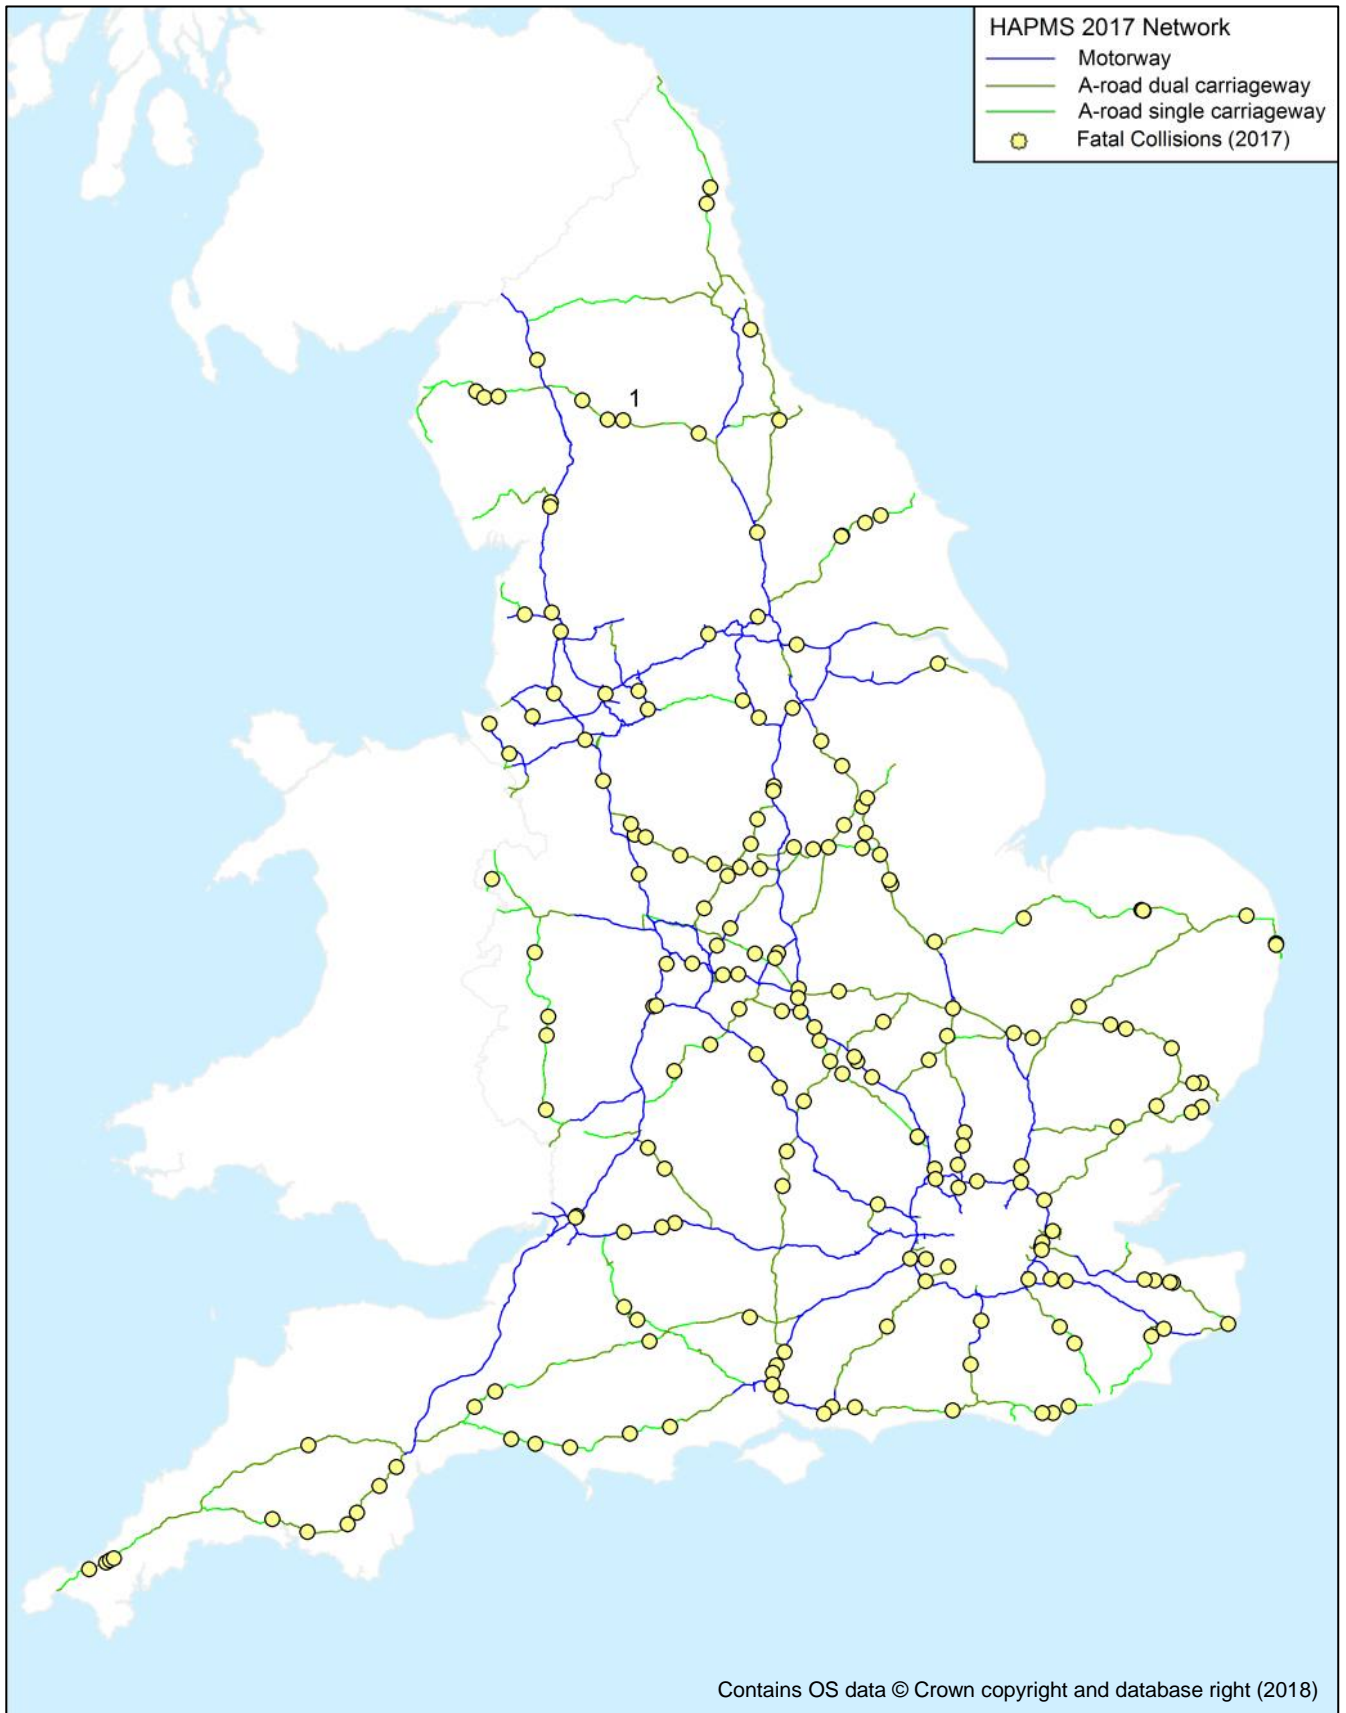 HAPMS 2017 Network
Motorway
A-road dual carriageway
A-road single carriageway
Fatal Collisions (2017)
1
Contains OS data © Crown copyright and database right (2018)